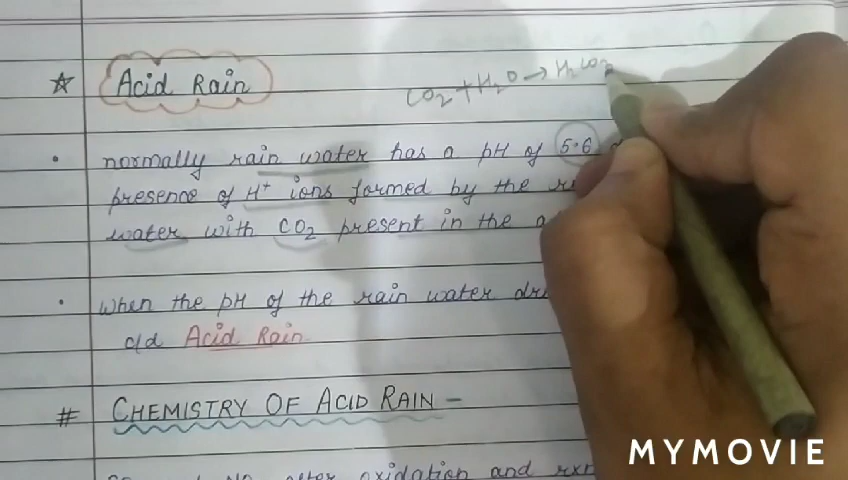 Acid Rain
CO2 + H2O → H2CO3
normally rain water has a pH of 5.6
presence of H+ ions formed by the
water with CO2 present in the
When the pH of the rain water
c/d Acid Rain
# CHEMISTRY OF ACID RAIN -
after oxidation and rxn
MYMOVIE